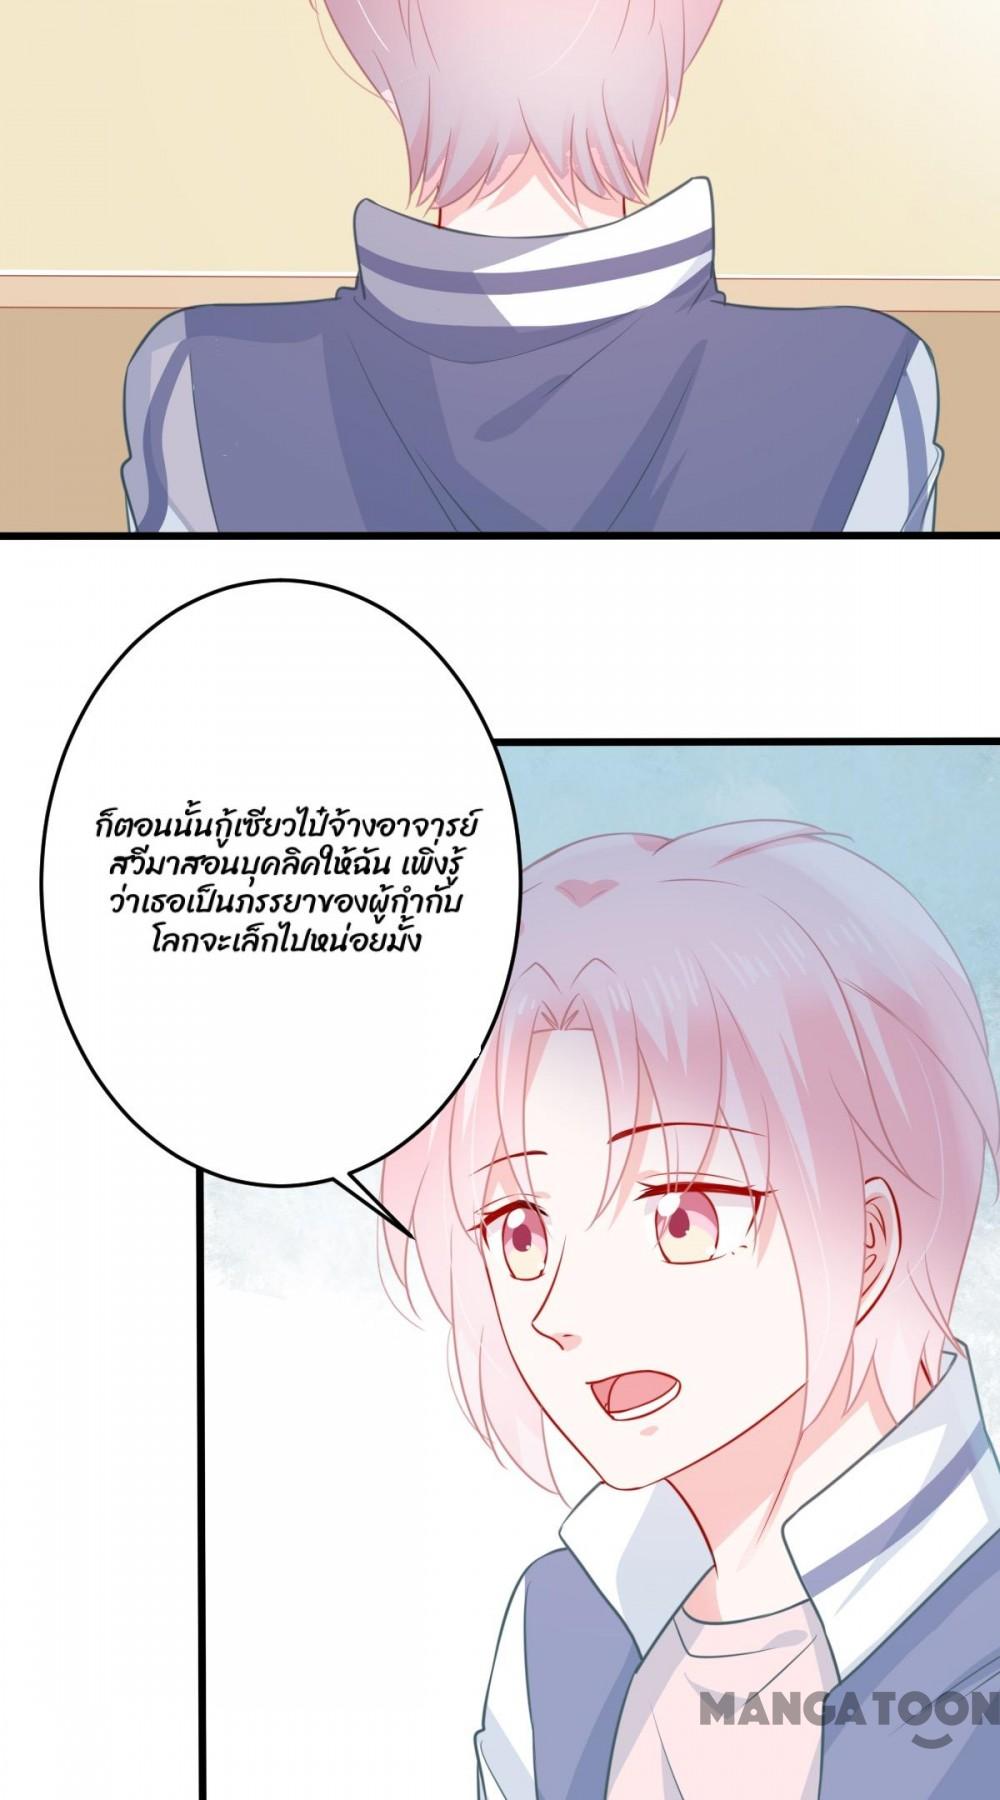 ก็ตอนนั้นกู้เซียวไป๋จ้างอาจารย์
สวีมาสอนบุคลิคให้ฉัน เพิ่งรู้
ว่าเธอเป็นภรรยาของผู้กำกับ
โลกจะเล็กไปหน่อยมั้ง
MANGATOON